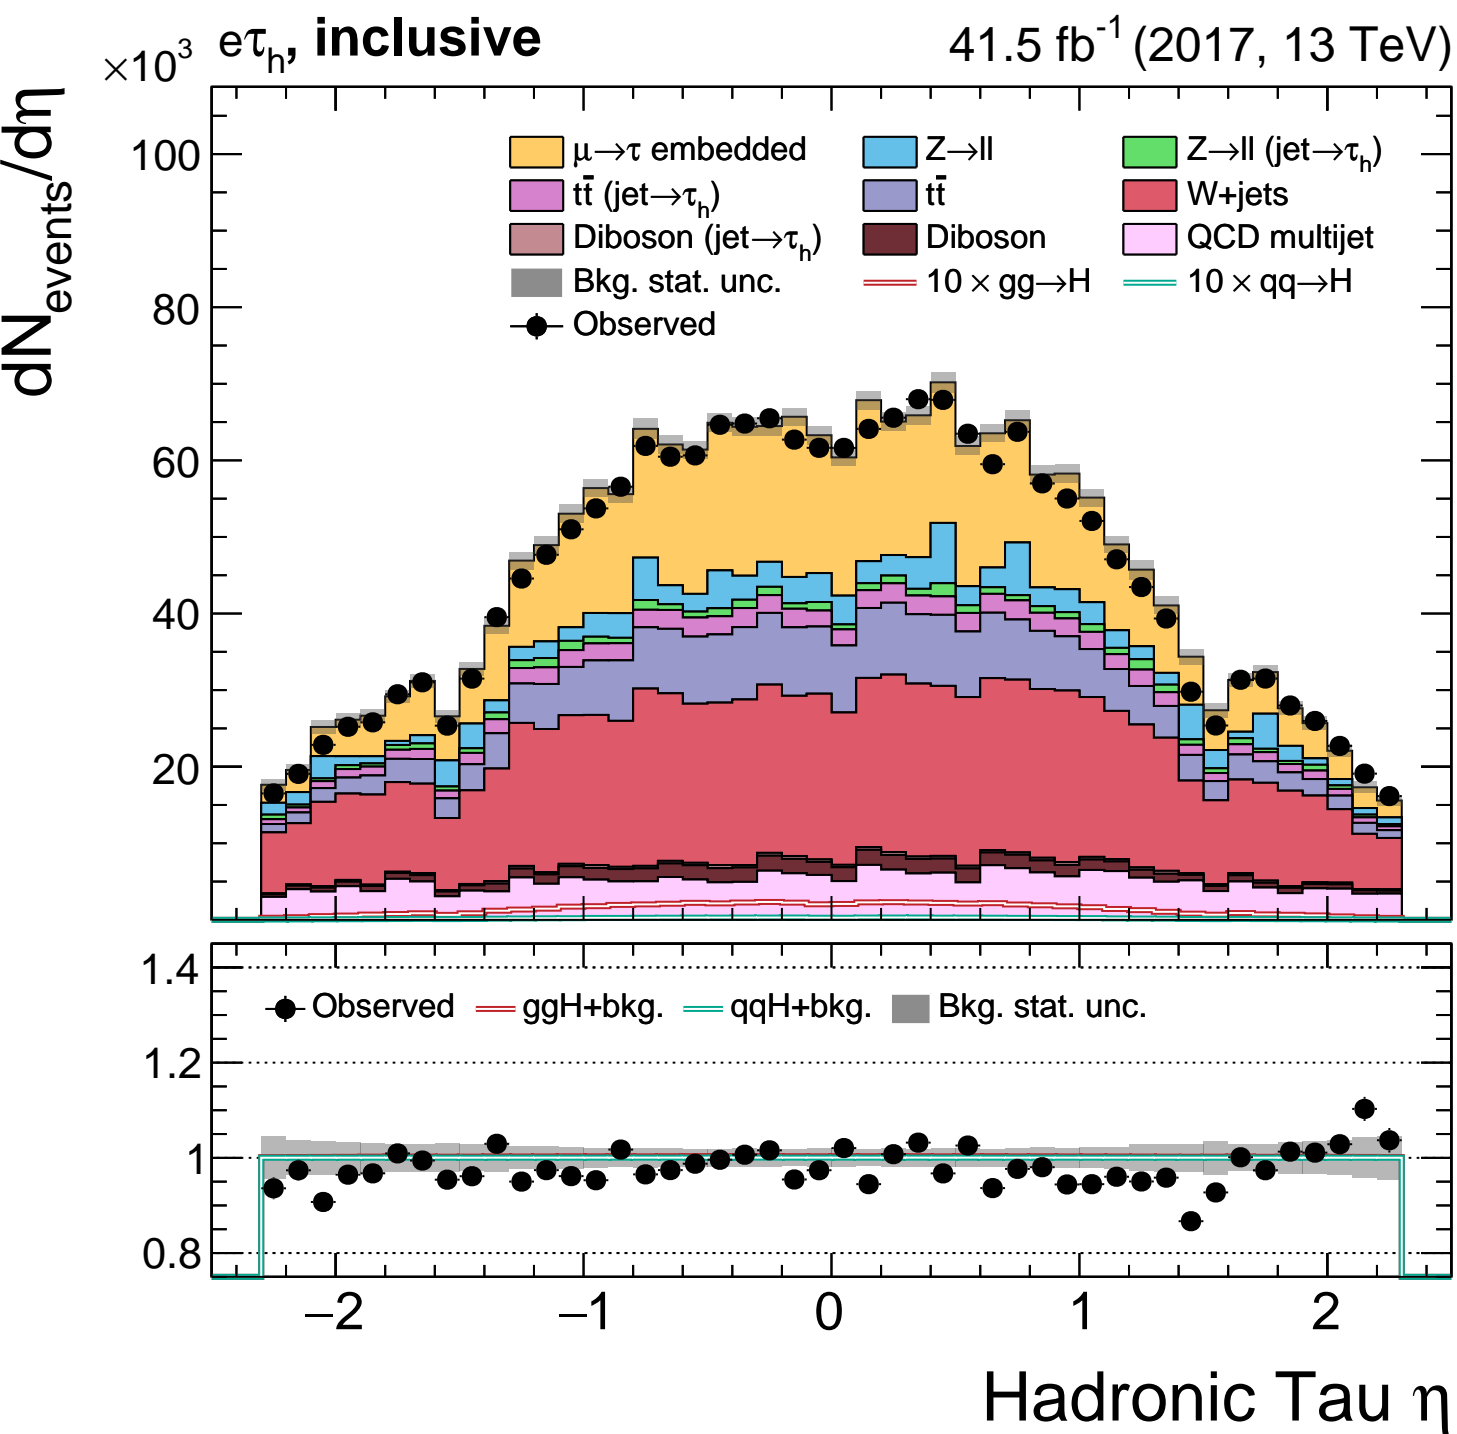 ×10³ eτₕ, inclusive 41.5 fb⁻¹ (2017, 13 TeV)
dN_events/dη
100
80
60
40
20
μ→τ embedded Z→ll Z→ll (jet→τₕ)
tt̄ (jet→τₕ) tt̄ W+jets
Diboson (jet→τₕ) Diboson QCD multijet
Bkg. stat. unc. 10 × gg→H 10 × qq→H
Observed
1.4
1.2
1
0.8
Observed ggH+bkg. qqH+bkg. Bkg. stat. unc.
−2 −1 0 1 2
Hadronic Tau η